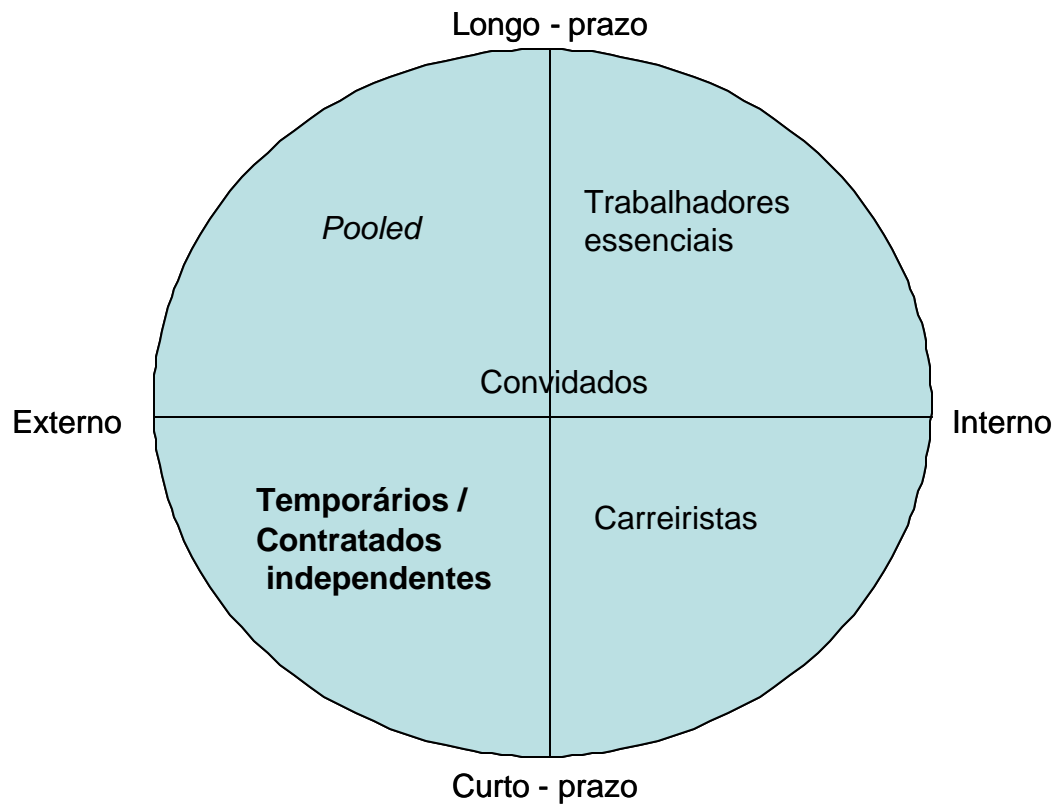 Longo - prazo
Pooled
Trabalhadores
essenciais
Convidados
Externo
Interno
Temporários /
Contratados
independentes
Carreiristas
Curto - prazo